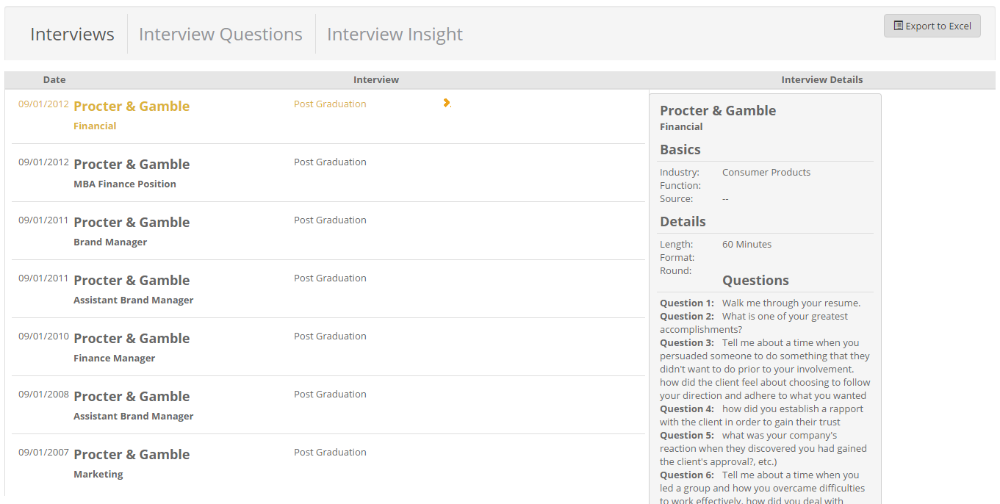 Interviews
Interview Questions
Interview Insight
Export to Excel
Date
Interview
Interview Details
09/01/2012 Procter & Gamble Post Graduation
Financial
09/01/2012 Procter & Gamble Post Graduation
MBA Finance Position
09/01/2011 Procter & Gamble Post Graduation
Brand Manager
09/01/2011 Procter & Gamble Post Graduation
Assistant Brand Manager
09/01/2010 Procter & Gamble Post Graduation
Finance Manager
09/01/2008 Procter & Gamble Post Graduation
Assistant Brand Manager
09/01/2007 Procter & Gamble Post Graduation
Marketing
Procter & Gamble
Financial
Basics
Industry: Consumer Products
Function:
Source: --
Details
Length: 60 Minutes
Format:
Round:
Questions
Question 1: Walk me through your resume.
Question 2: What is one of your greatest
accomplishments?
Question 3: Tell me about a time when you
persuaded someone to do something that they
didn't want to do prior to your involvement.
how did the client feel about choosing to follow
your direction and adhere to what you wanted
Question 4: how did you establish a rapport
with the client in order to gain their trust
Question 5: what was your company's
reaction when they discovered you had gained
the client's approval?, etc.)
Question 6: Tell me about a time when you
led a group and how you overcame difficulties
to work effectively. how did you deal with